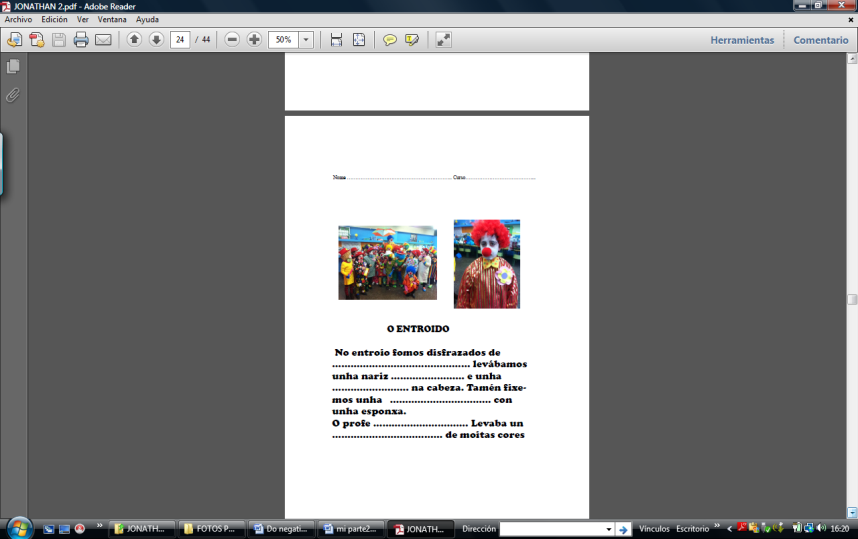 JONATHAN 2.pdf - Adobe Reader
Archivo Edición Ver Ventana Ayuda
24 / 44 50% Herramientas Comentario
Nome .................................................. Curso ..................................
O ENTROIDO
No entroio fomos disfrazados de
............................................. levábamos
unha nariz ........................ e unha
......................... na cabeza. Tamén fixe-
mos unha ................................. con
unha esponxa.
O profe ............................... Levaba un
.................................... de moitas cores
JONATH... FOTOS P... Do negati... mi parte2... JONATH... Dirección Vínculos Escritorio 16:20